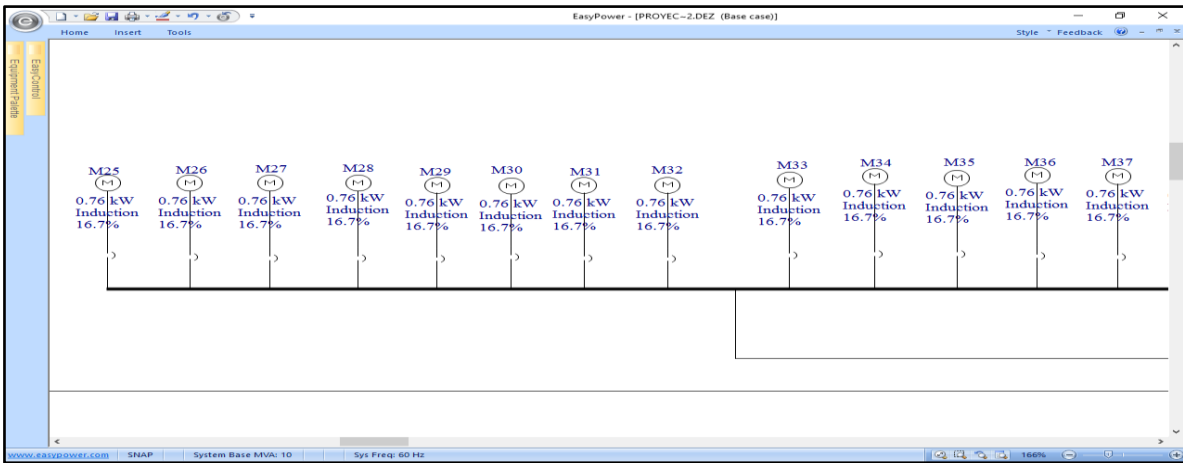 EasyPower - [PROYEC~2.DEZ (Base case)]
Home Insert Tools Style Feedback
Equipment Palette
EasyControl
M25 M26 M27 M28 M29 M30 M31 M32 M33 M34 M35 M36 M37
M M M M M M M M M M M M M
0.76 kW 0.76 kW 0.76 kW 0.76 kW 0.76 kW 0.76 kW 0.76 kW 0.76 kW 0.76 kW 0.76 kW 0.76 kW 0.76 kW 0.76 kW
Induction Induction Induction Induction Induction Induction Induction Induction Induction Induction Induction Induction Induction
16.7% 16.7% 16.7% 16.7% 16.7% 16.7% 16.7% 16.7% 16.7% 16.7% 16.7% 16.7% 16.7%
www.easypower.com SNAP System Base MVA: 10 Sys Freq: 60 Hz 166%